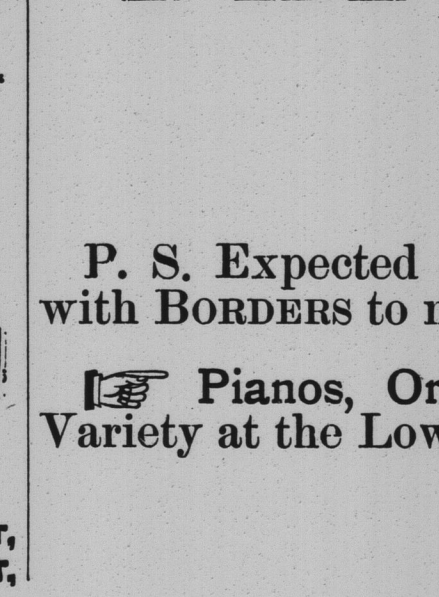 P. S. Expected
with BORDERS to
☞ Pianos,
Variety at the